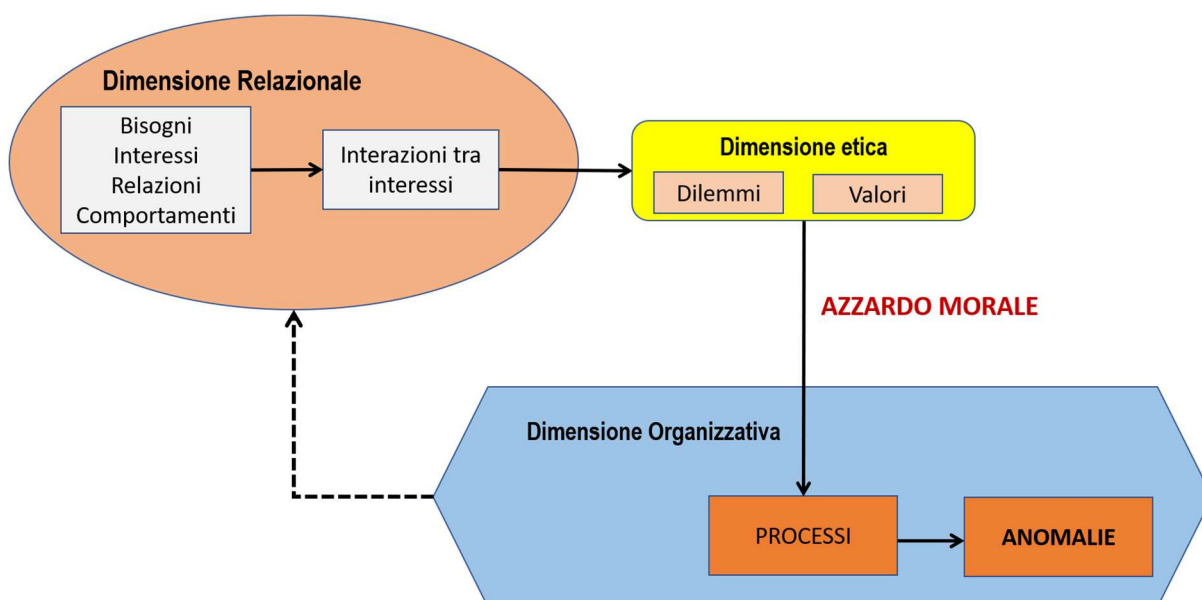 Dimensione Relazionale
Bisogni
Interessi
Relazioni
Comportamenti
Interazioni tra
interessi
Dimensione etica
Dilemmi
Valori
AZZARDO MORALE
Dimensione Organizzativa
PROCESSI
ANOMALIE